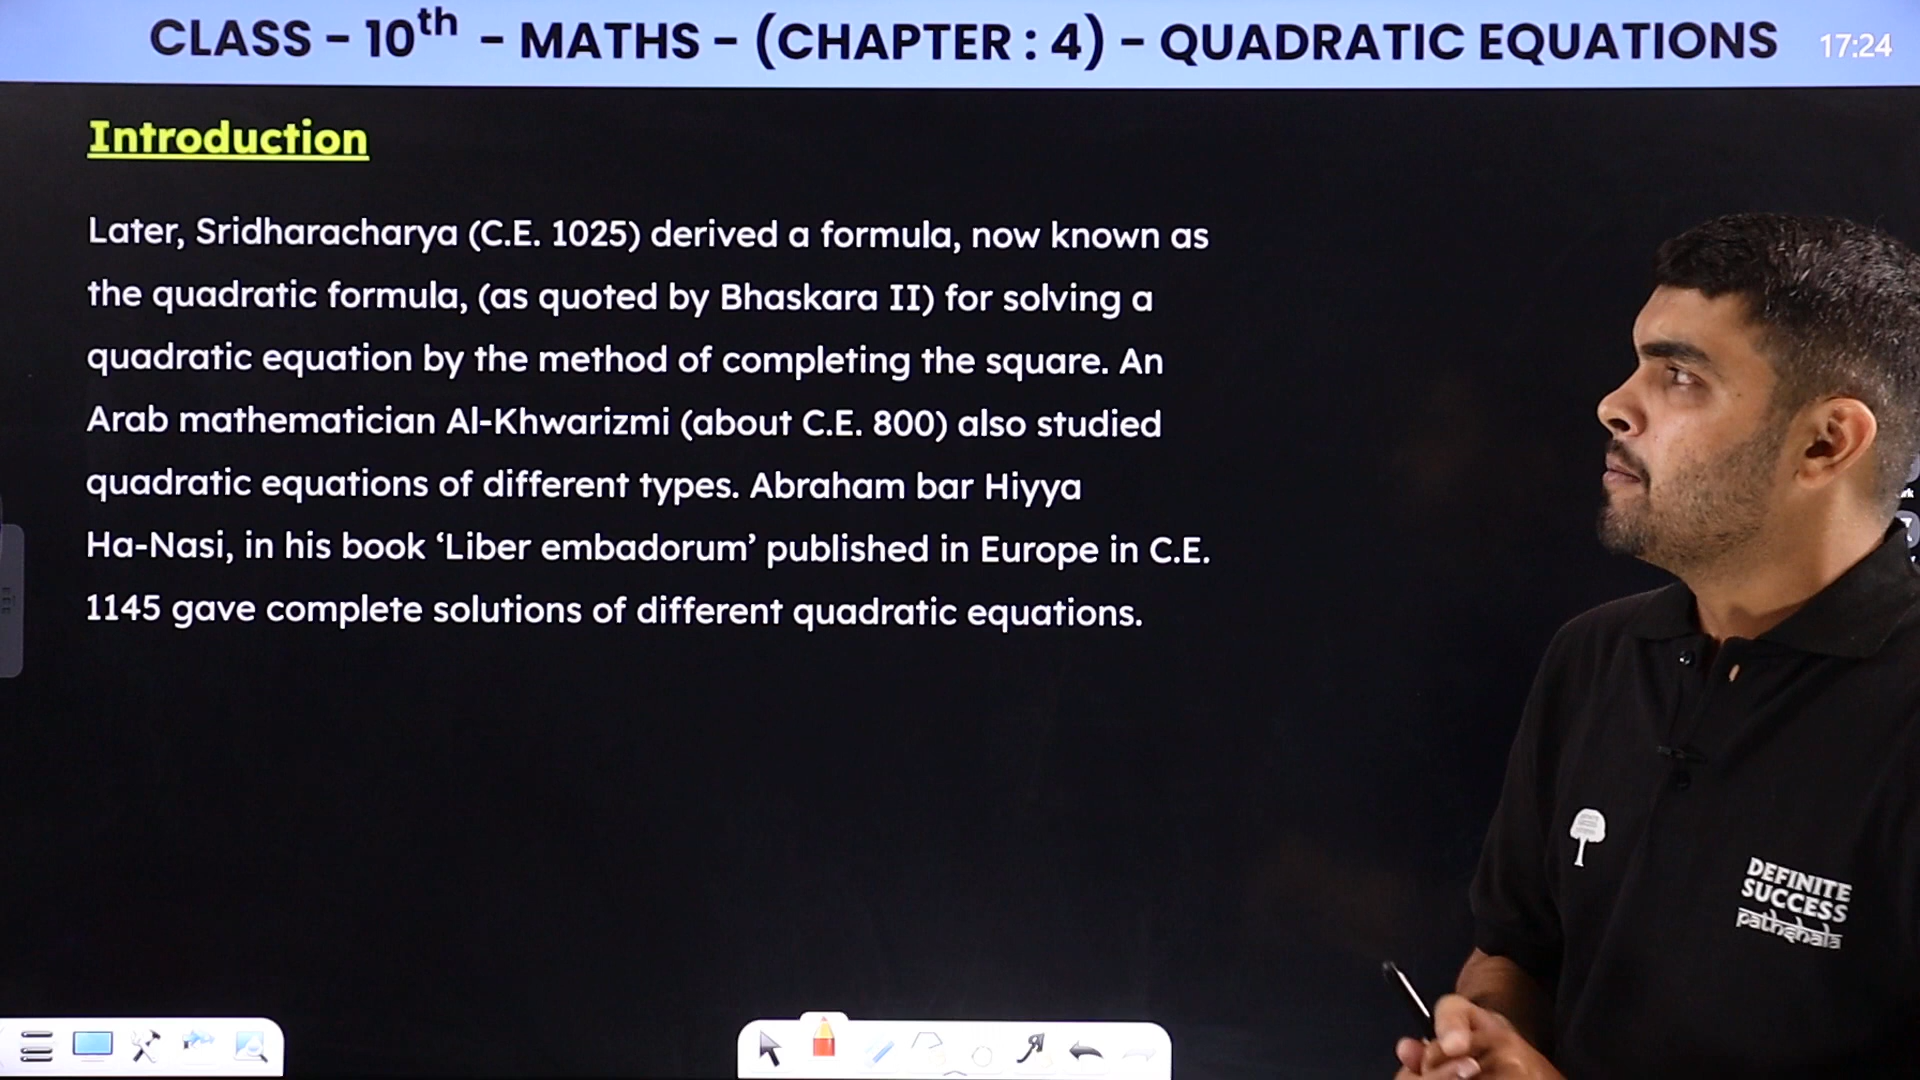 CLASS - 10th - MATHS - (CHAPTER : 4) - QUADRATIC EQUATIONS
17:24
Introduction
Later, Sridharacharya (C.E. 1025) derived a formula, now known as
the quadratic formula, (as quoted by Bhaskara II) for solving a
quadratic equation by the method of completing the square. An
Arab mathematician Al-Khwarizmi (about C.E. 800) also studied
quadratic equations of different types. Abraham bar Hiyya
Ha-Nasi, in his book ‘Liber embadorum’ published in Europe in C.E.
1145 gave complete solutions of different quadratic equations.
DEFINITE
SUCCESS
pathshala